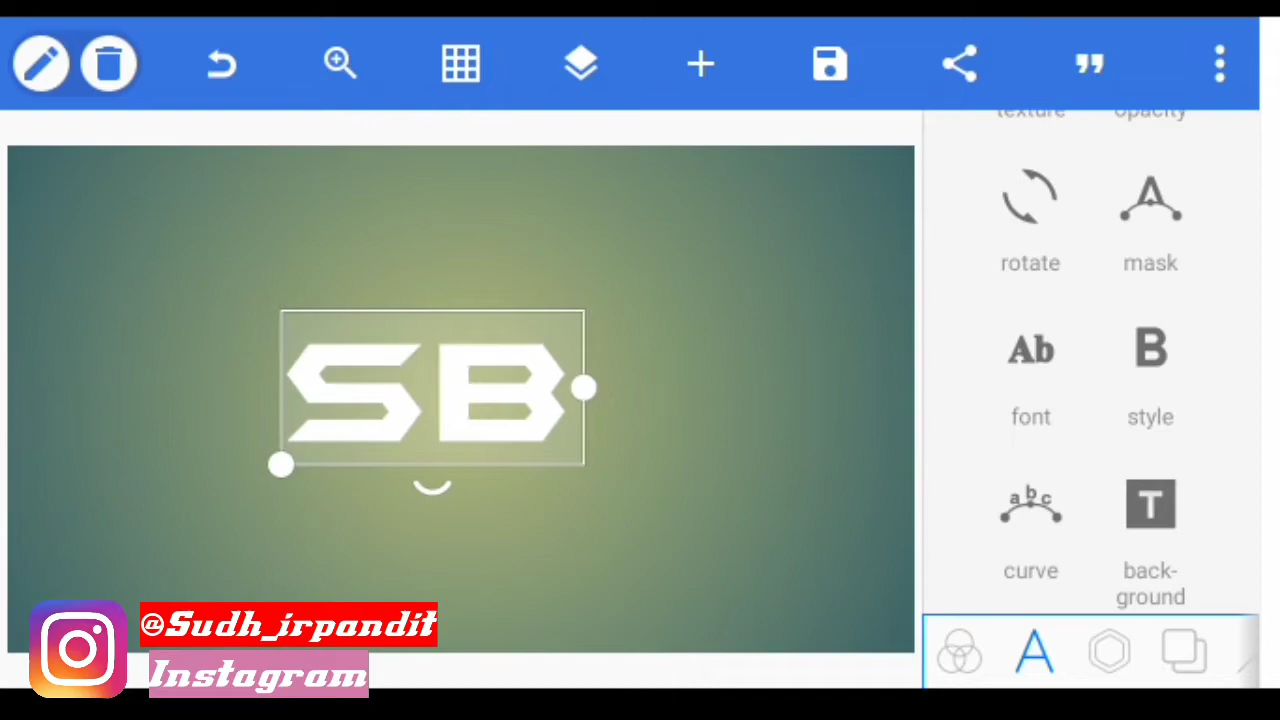 texture opacity
rotate mask
SB
Ab B
font style
abc T
curve back-
ground
A
@Sudh_irpandit
Instagram